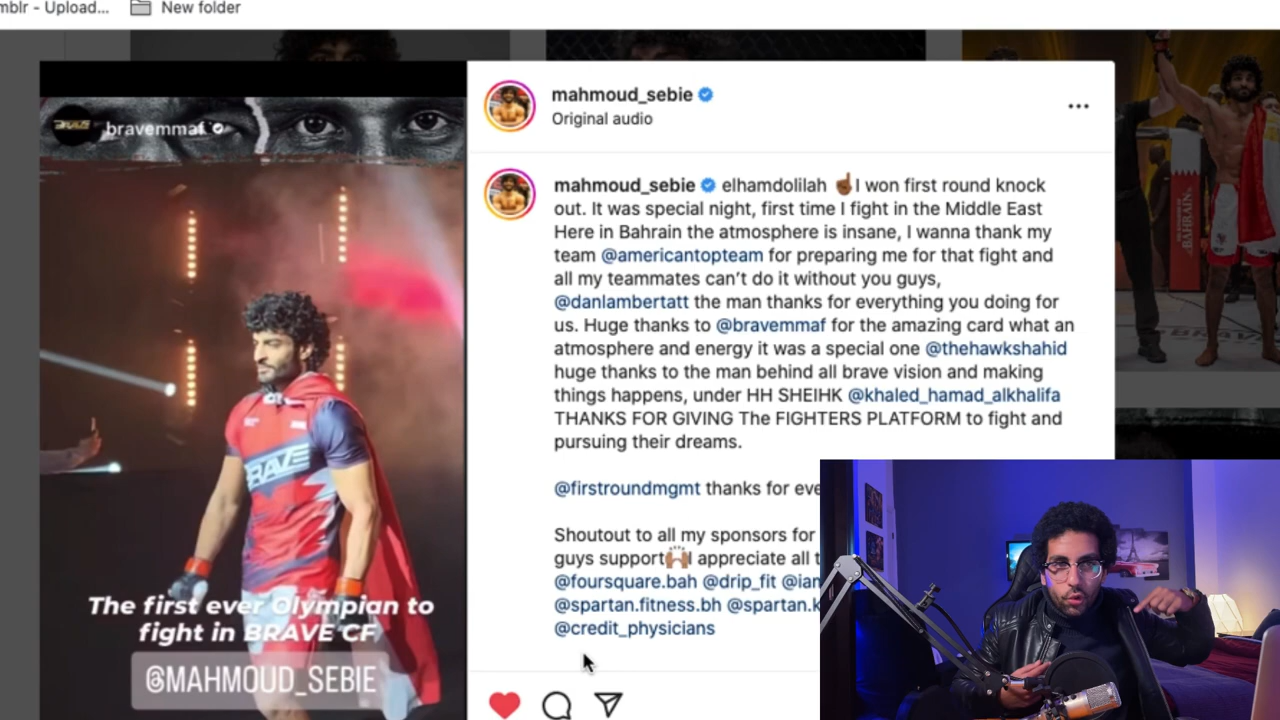 mblr - Upload...
New folder
bravemmaf
mahmoud_sebie
Original audio
mahmoud_sebie elhamdolilah ☝🏾I won first round knock
out. It was special night, first time I fight in the Middle East
Here in Bahrain the atmosphere is insane, I wanna thank my
team @americantopteam for preparing me for that fight and
all my teammates can't do it without you guys,
@danlambertatt the man thanks for everything you doing for
us. Huge thanks to @bravemmaf for the amazing card what an
atmosphere and energy it was a special one @thehawkshahid
huge thanks to the man behind all brave vision and making
things happens, under HH SHEIHK @khaled_hamad_alkhalifa
THANKS FOR GIVING The FIGHTERS PLATFORM to fight and
pursuing their dreams.
@firstroundmgmt thanks for eve
Shoutout to all my sponsors for
guys support🙌🏽I appreciate all t
@foursquare.bah @drip_fit @iar
@spartan.fitness.bh @spartan.k
@credit_physicians
BRAVE
The first ever Olympian to
fight in BRAVE CF
@MAHMOUD_SEBIE
BAHRAIN